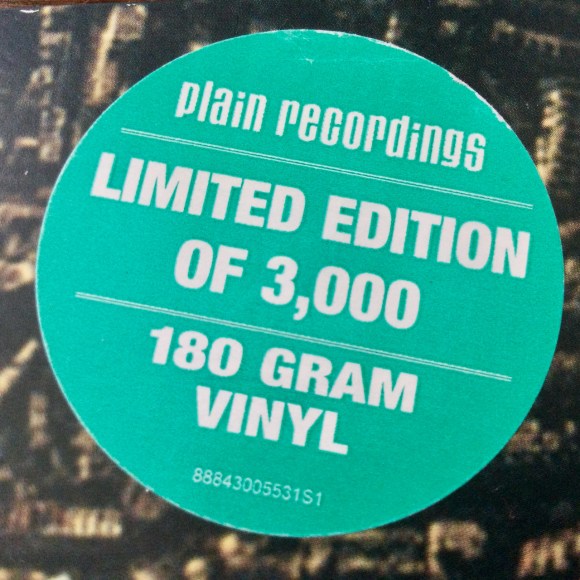 plain recordings
LIMITED EDITION
OF 3,000
180 GRAM
VINYL
88843005531S1